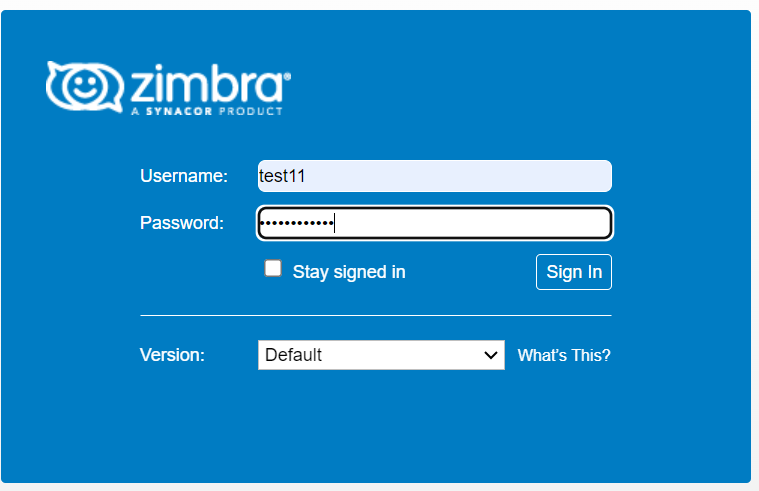 zimbra®
A SYNACOR PRODUCT
Username: test11
Password: ••••••••••••
Stay signed in Sign In
Version: Default What's This?